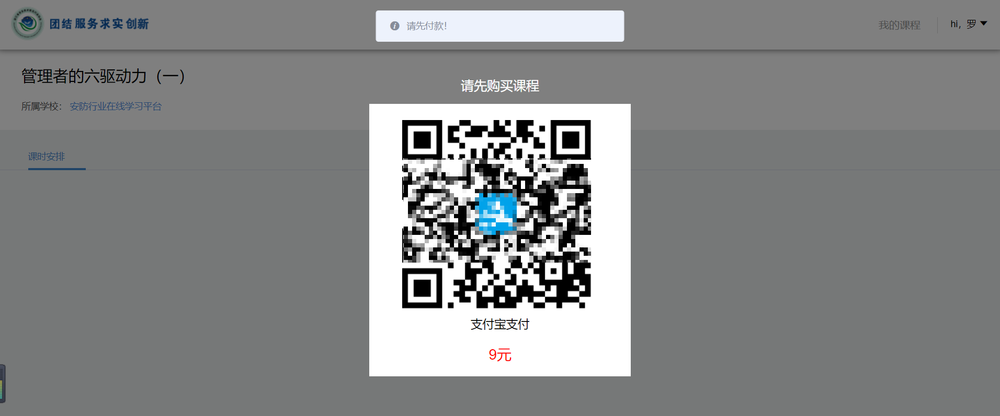 团结 服务 求实 创新
请先付款!
我的课程
hi，罗
管理者的六驱动力（一）
请先购买课程
所属学校： 安防行业在线学习平台
课时安排
支付宝支付
9元